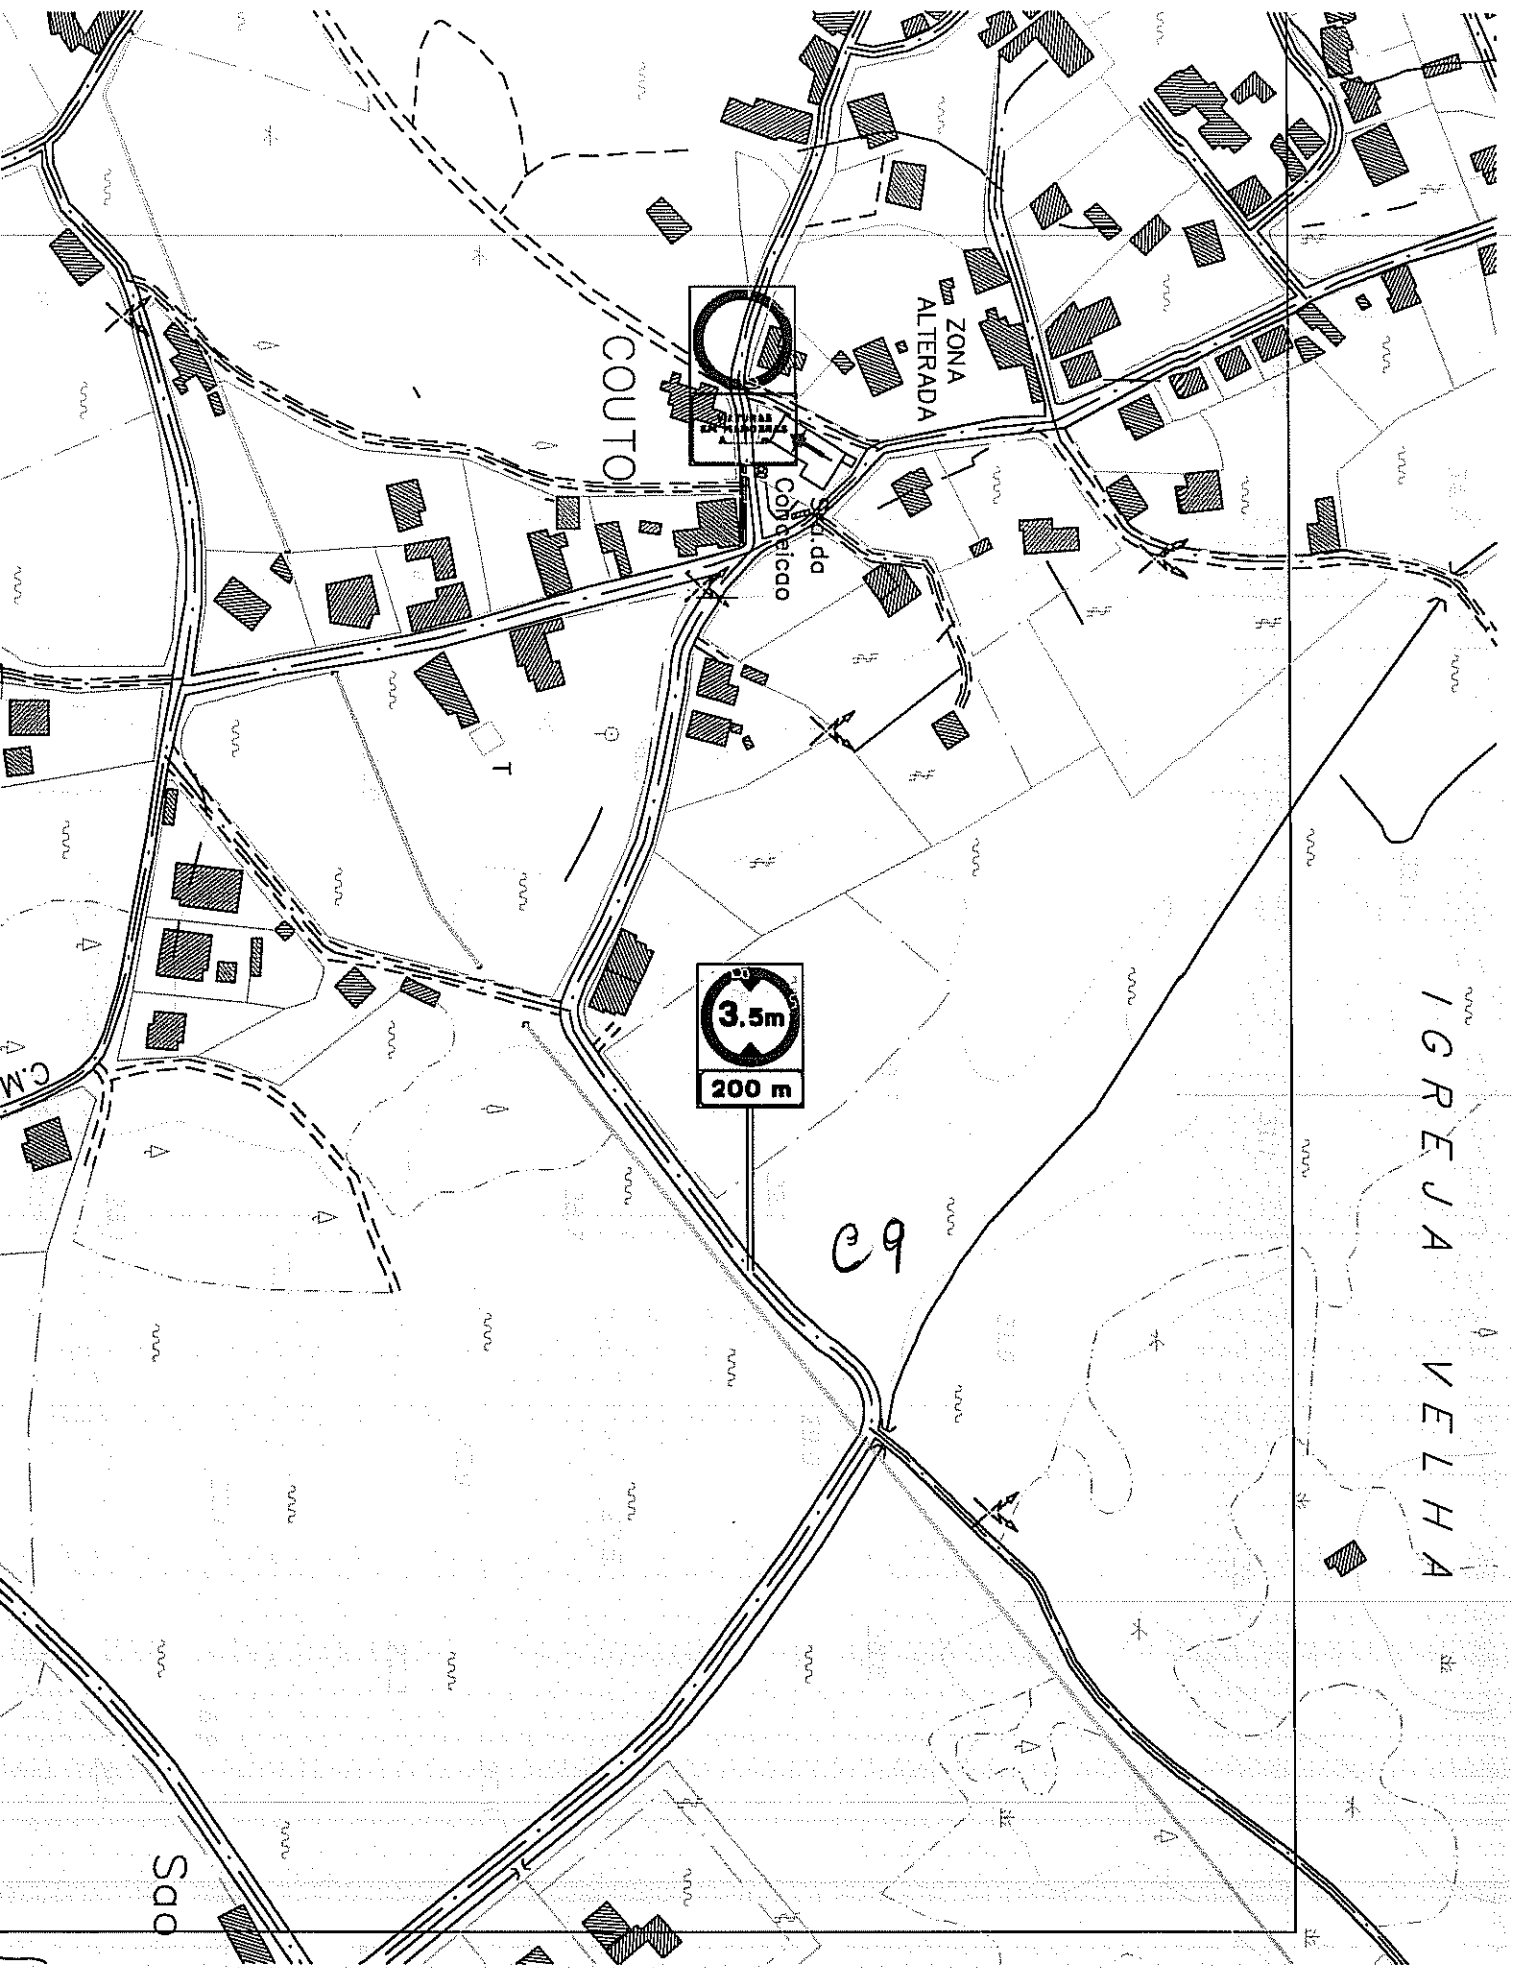 ZONA
ALTERADA
COUTO
Sra.da
Conceicao
T
3.5m
200 m
C.M
C9
IGREJA VELHA
Sao